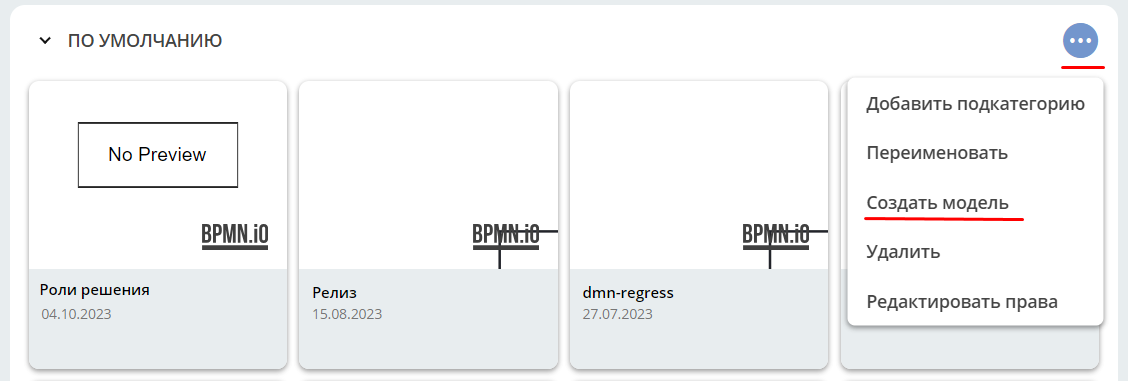 ПО УМОЛЧАНИЮ
No Preview
BPMN.iO
Роли решения
04.10.2023
BPMN.iO
Релиз
15.08.2023
BPMN.iO
dmn-regress
27.07.2023
Добавить подкатегорию
Переименовать
Создать модель
Удалить
Редактировать права